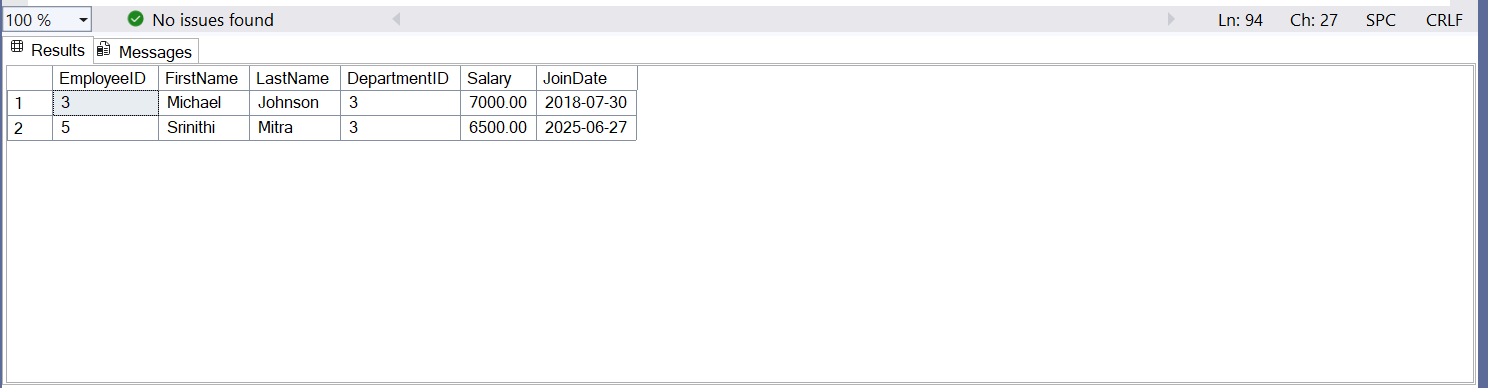 100 % No issues found Ln: 94 Ch: 27 SPC CRLF
Results Messages
EmployeeID FirstName LastName DepartmentID Salary JoinDate
1 3 Michael Johnson 3 7000.00 2018-07-30
2 5 Srinithi Mitra 3 6500.00 2025-06-27